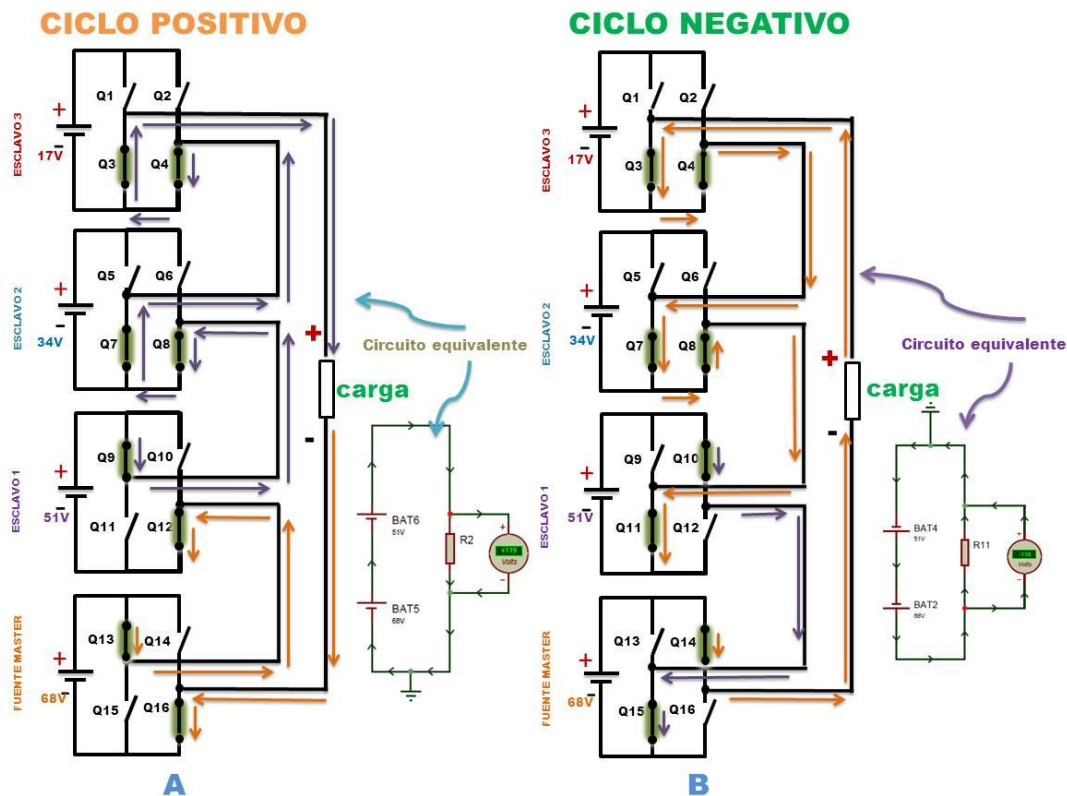 CICLO POSITIVO
Q1
Q2
+
-
17V
ESCLAVO 3
Q3
Q4
Q5
Q6
+
-
34V
ESCLAVO 2
Q7
Q8
+
carga
-
Q9
Q10
+
-
51V
ESCLAVO 1
Q11
Q12
Q13
Q14
+
-
68V
FUENTE MASTER
Q15
Q16
A
Circuito equivalente
BAT6
51V
BAT5
68V
R2
+
+119
Volts
-
CICLO NEGATIVO
Q1
Q2
+
-
17V
ESCLAVO 3
Q3
Q4
Q5
Q6
+
-
34V
ESCLAVO 2
Q7
Q8
+
carga
-
Q9
Q10
+
-
51V
ESCLAVO 1
Q11
Q12
Q13
Q14
+
-
68V
FUENTE MASTER
Q15
Q16
B
Circuito equivalente
BAT4
51V
BAT2
68V
R11
+
-119
Volts
-